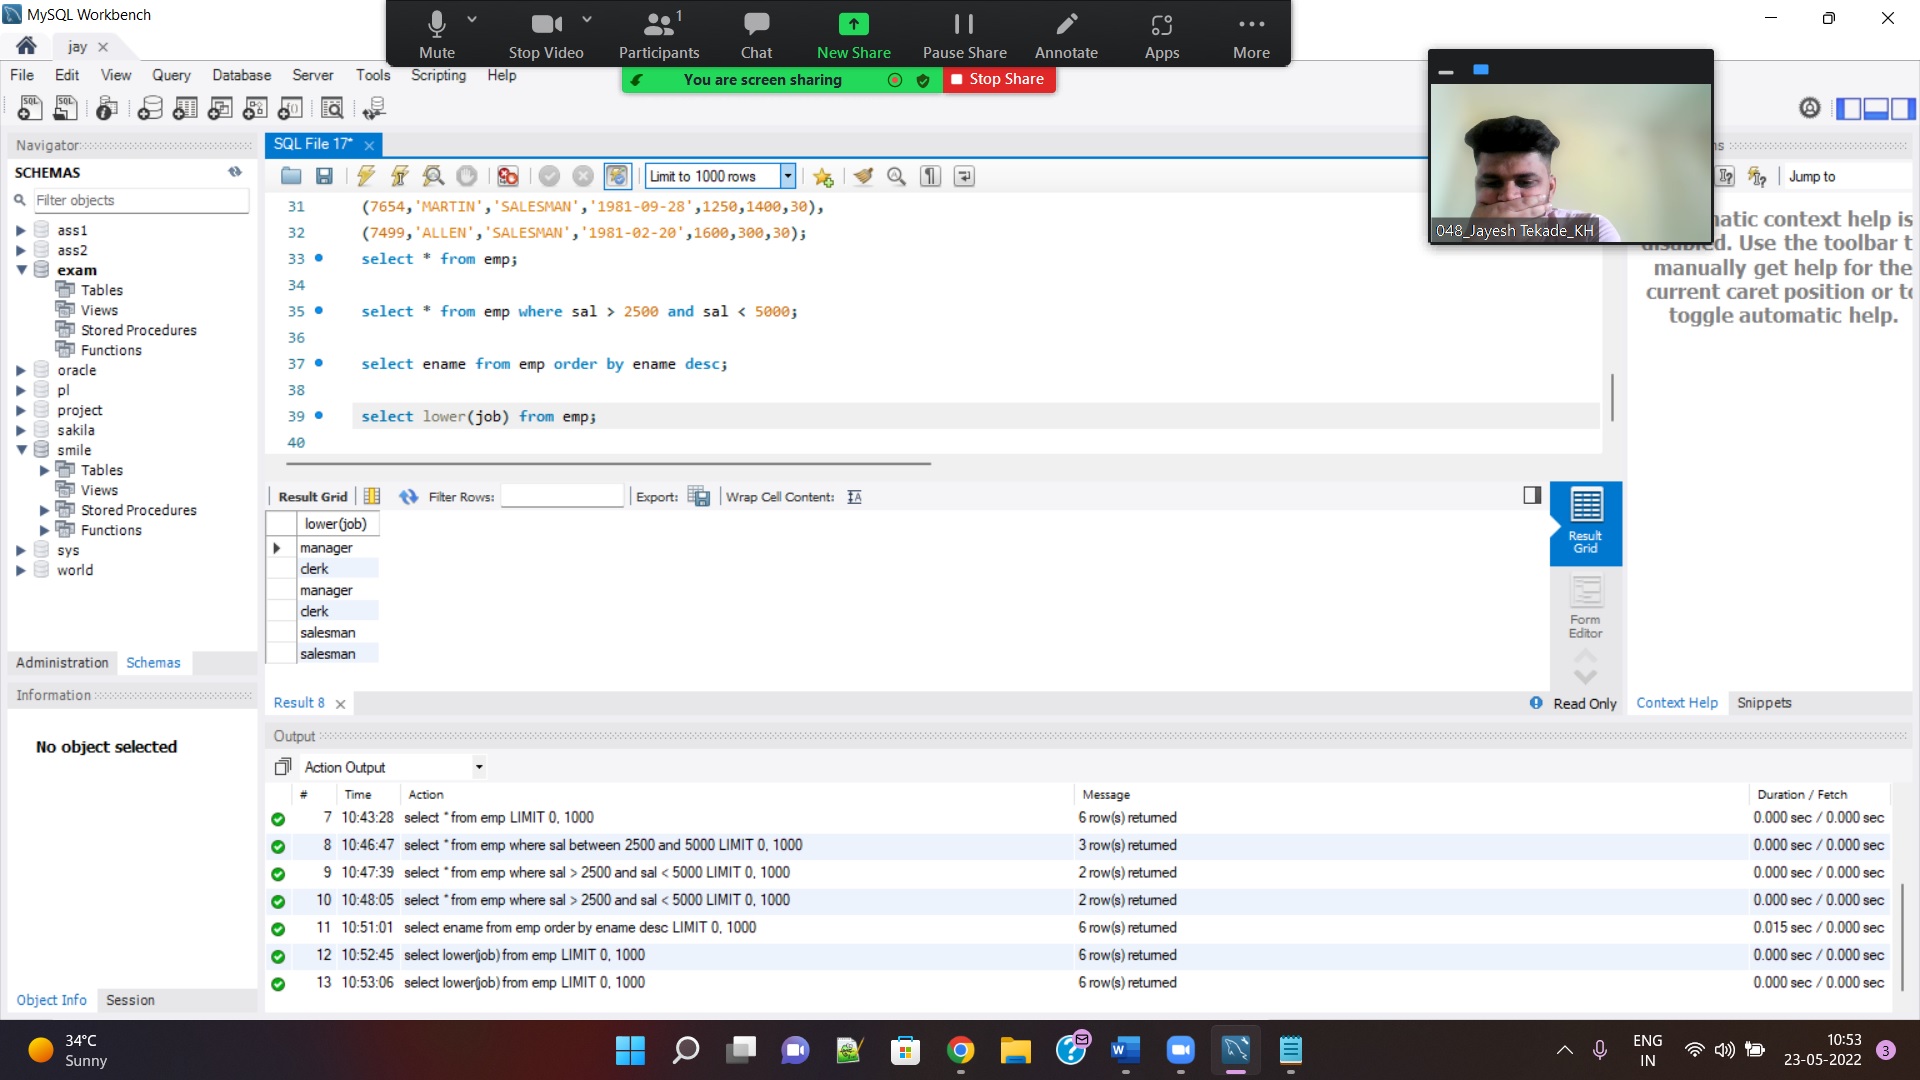 MySQL Workbench
jay
File Edit View Query Database Server Tools Scripting Help
Mute
Stop Video
1
Participants
Chat
New Share
Pause Share
Annotate
Apps
More
You are screen sharing
Stop Share
048_Jayesh Tekade_KH
Navigator
SCHEMAS
Filter objects
ass1
ass2
exam
Tables
Views
Stored Procedures
Functions
oracle
pl
project
sakila
smile
Tables
Views
Stored Procedures
Functions
sys
world
Administration Schemas
Information
No object selected
Object Info Session
SQL File 17*
Limit to 1000 rows
31 (7654,'MARTIN','SALESMAN','1981-09-28',1250,1400,30),
32 (7499,'ALLEN','SALESMAN','1981-02-20',1600,300,30);
33 select * from emp;
34
35 select * from emp where sal > 2500 and sal < 5000;
36
37 select ename from emp order by ename desc;
38
39 select lower(job) from emp;
40
Result Grid Filter Rows: Export: Wrap Cell Content:
lower(job)
manager
clerk
manager
clerk
salesman
salesman
Result Grid
Form Editor
Result 8
Read Only
Jump to
matic context help is
disabled. Use the toolbar t
manually get help for the
current caret position or to
toggle automatic help.
Context Help Snippets
Output
Action Output
# Time Action Message Duration / Fetch
7 10:43:28 select * from emp LIMIT 0, 1000 6 row(s) returned 0.000 sec / 0.000 sec
8 10:46:47 select * from emp where sal between 2500 and 5000 LIMIT 0, 1000 3 row(s) returned 0.000 sec / 0.000 sec
9 10:47:39 select * from emp where sal > 2500 and sal < 5000 LIMIT 0, 1000 2 row(s) returned 0.000 sec / 0.000 sec
10 10:48:05 select * from emp where sal > 2500 and sal < 5000 LIMIT 0, 1000 2 row(s) returned 0.000 sec / 0.000 sec
11 10:51:01 select ename from emp order by ename desc LIMIT 0, 1000 6 row(s) returned 0.015 sec / 0.000 sec
12 10:52:45 select lower(job) from emp LIMIT 0, 1000 6 row(s) returned 0.000 sec / 0.000 sec
13 10:53:06 select lower(job) from emp LIMIT 0, 1000 6 row(s) returned 0.000 sec / 0.000 sec
34°C
Sunny
ENG
IN
10:53
23-05-2022
3